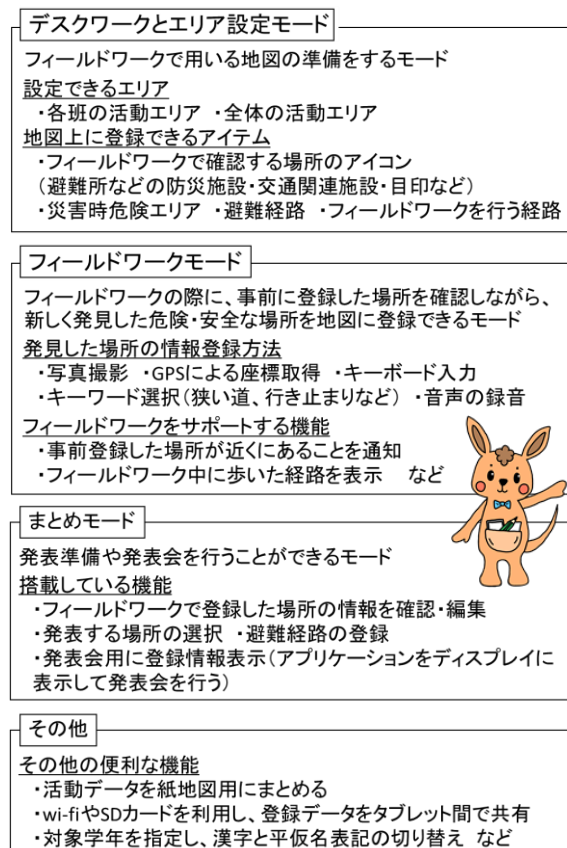 デスクワークとエリア設定モード
フィールドワークで用いる地図の準備をするモード
設定できるエリア
・各班の活動エリア ・全体の活動エリア
地図上に登録できるアイテム
・フィールドワークで確認する場所のアイコン
（避難所などの防災施設・交通関連施設・目印など）
・災害時危険エリア ・避難経路 ・フィールドワークを行う経路
フィールドワークモード
フィールドワークの際に、事前に登録した場所を確認しながら、
新しく発見した危険・安全な場所を地図に登録できるモード
発見した場所の情報登録方法
・写真撮影 ・GPSによる座標取得 ・キーボード入力
・キーワード選択（狭い道、行き止まりなど） ・音声の録音
フィールドワークをサポートする機能
・事前登録した場所が近くにあることを通知
・フィールドワーク中に歩いた経路を表示 など
まとめモード
発表準備や発表会を行うことができるモード
搭載している機能
・フィールドワークで登録した場所の情報を確認・編集
・発表する場所の選択 ・避難経路の登録
・発表会用に登録情報表示（アプリケーションをディスプレイに
表示して発表会を行う）
その他
その他の便利な機能
・活動データを紙地図用にまとめる
・wi-fiやSDカードを利用し、登録データをタブレット間で共有
・対象学年を指定し、漢字と平仮名表記の切り替え など